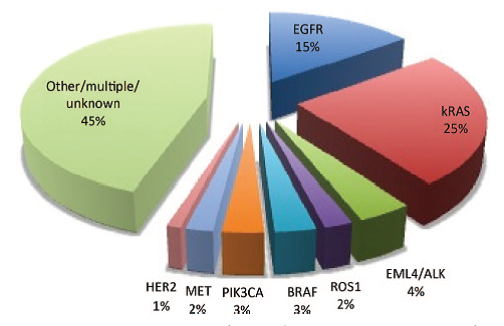 EGFR
15%
Other/multiple/
unknown
45%
kRAS
25%
EML4/ALK
4%
ROS1
2%
BRAF
3%
PIK3CA
3%
MET
2%
HER2
1%